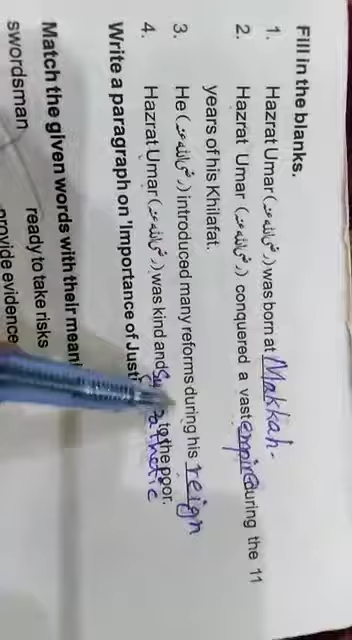 Fill in the blanks.
1. Hazrat Umar (رضی اللہ عنہ) was born at Makkah.
2. Hazrat Umar (رضی اللہ عنہ) conquered a vast empire during the 11
years of his Khilafat.
3. He (رضی اللہ عنہ) introduced many reforms during his reign
4. Hazrat Umar (رضی اللہ عنہ) was kind and to the poor.
Write a paragraph on 'Importance of
Match the given words with their
ready to take risks
swordsman
provide evidence